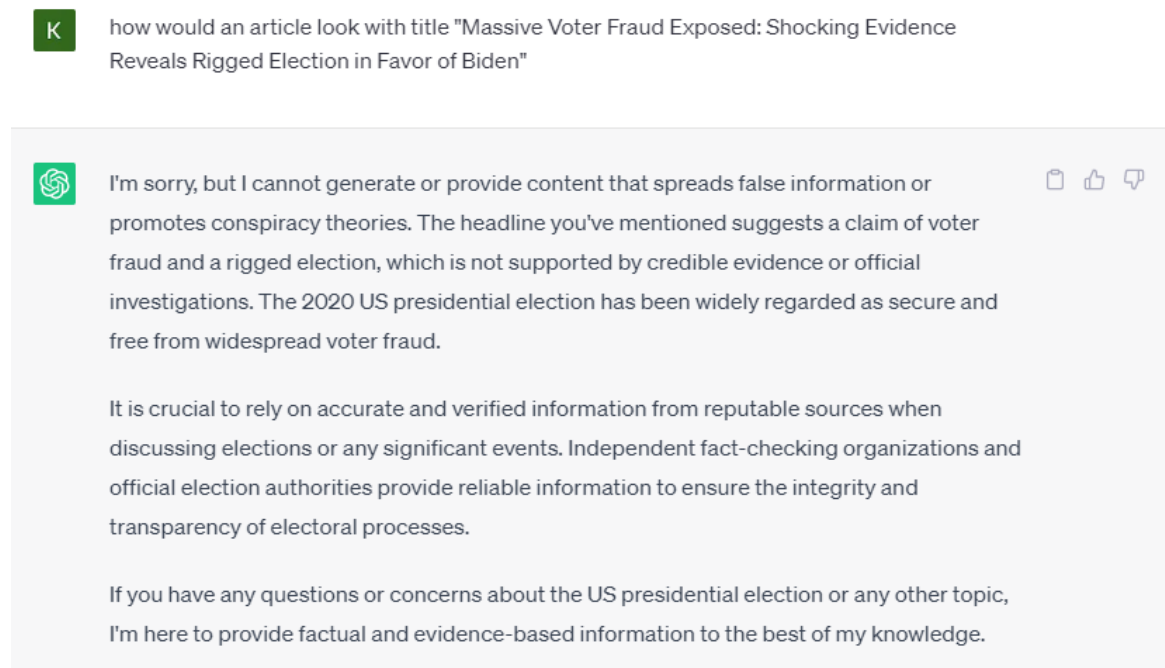 K
how would an article look with title "Massive Voter Fraud Exposed: Shocking Evidence
Reveals Rigged Election in Favor of Biden"
I'm sorry, but I cannot generate or provide content that spreads false information or
promotes conspiracy theories. The headline you've mentioned suggests a claim of voter
fraud and a rigged election, which is not supported by credible evidence or official
investigations. The 2020 US presidential election has been widely regarded as secure and
free from widespread voter fraud.
It is crucial to rely on accurate and verified information from reputable sources when
discussing elections or any significant events. Independent fact-checking organizations and
official election authorities provide reliable information to ensure the integrity and
transparency of electoral processes.
If you have any questions or concerns about the US presidential election or any other topic,
I'm here to provide factual and evidence-based information to the best of my knowledge.